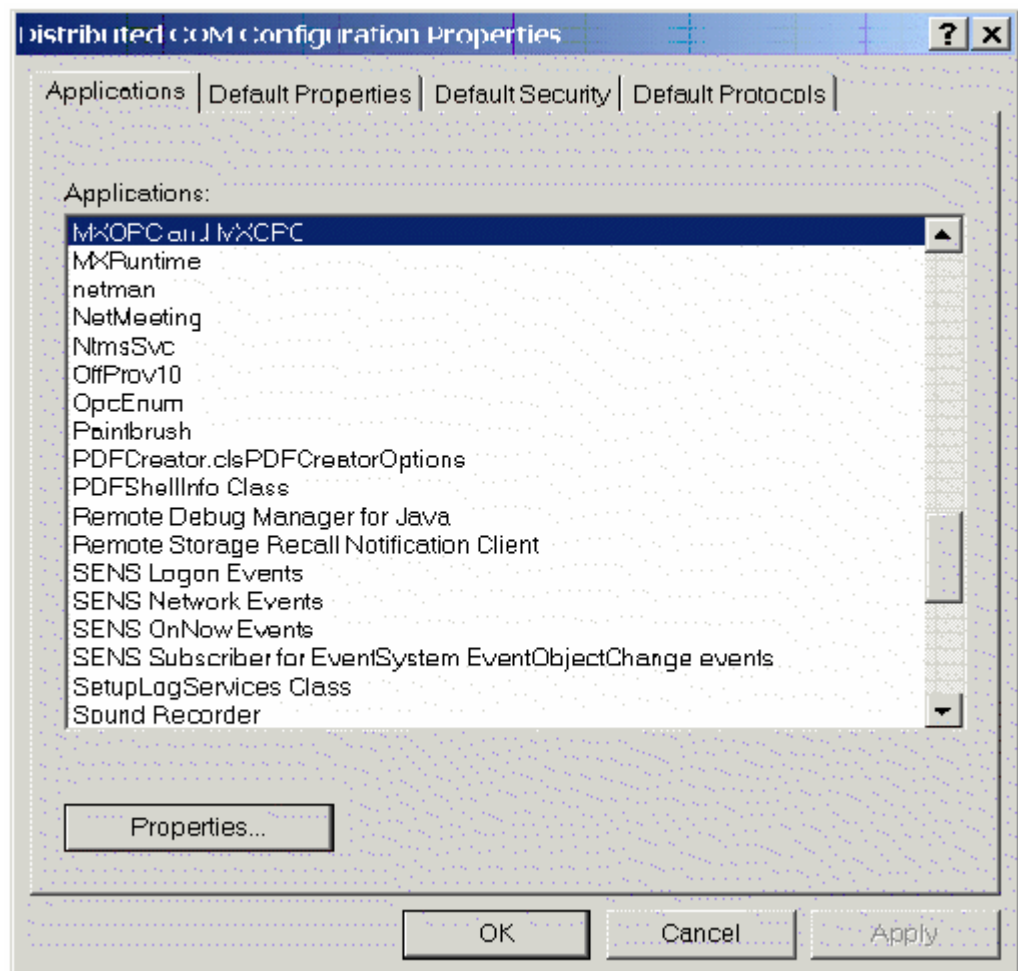 Distributed COM Configuration Properties
Applications
Default Properties
Default Security
Default Protocols
Applications:
MXOPC and
MXRuntime
netman
NetMeeting
NtmsSvc
OffProv10
OpcEnum
Paintbrush
PDFCreator.clsPDFCreatorOptions
PDFShellInfo Class
Remote Debug Manager for Java
Remote Storage Recall Notification Client
SENS Logon Events
SENS Network Events
SENS OnNow Events
SENS Subscriber for EventSystem EventObjectChange events
SetupLogServices Class
Sound Recorder
Properties...
OK
Cancel
Apply